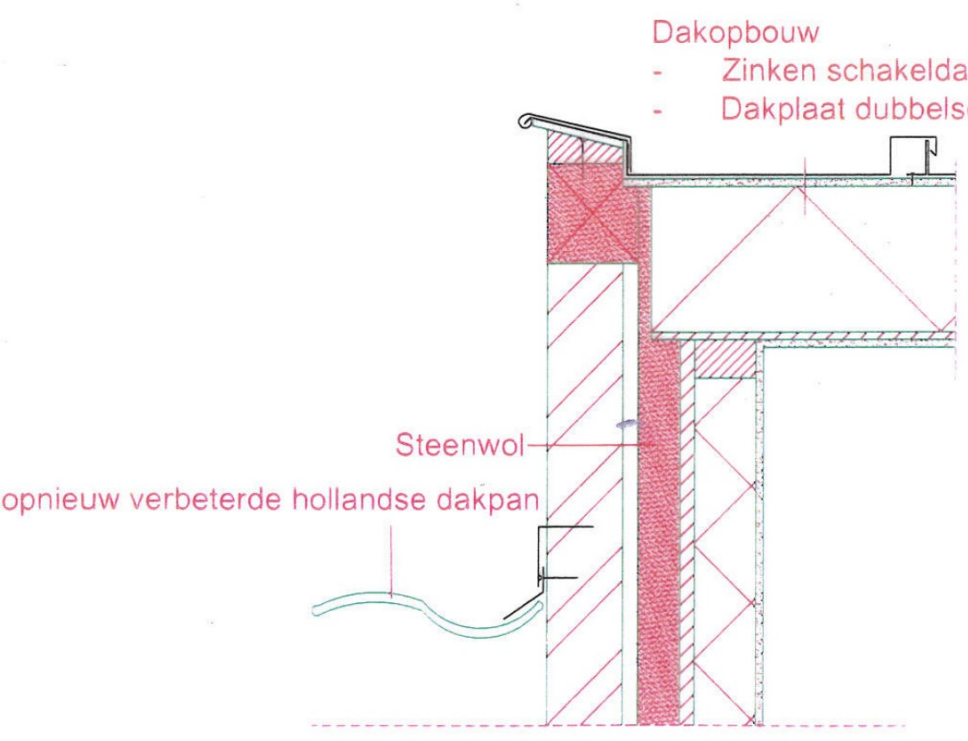 Dakopbouw
- Zinken schakelda
- Dakplaat dubbels
Steenwol
opnieuw verbeterde hollandse dakpan